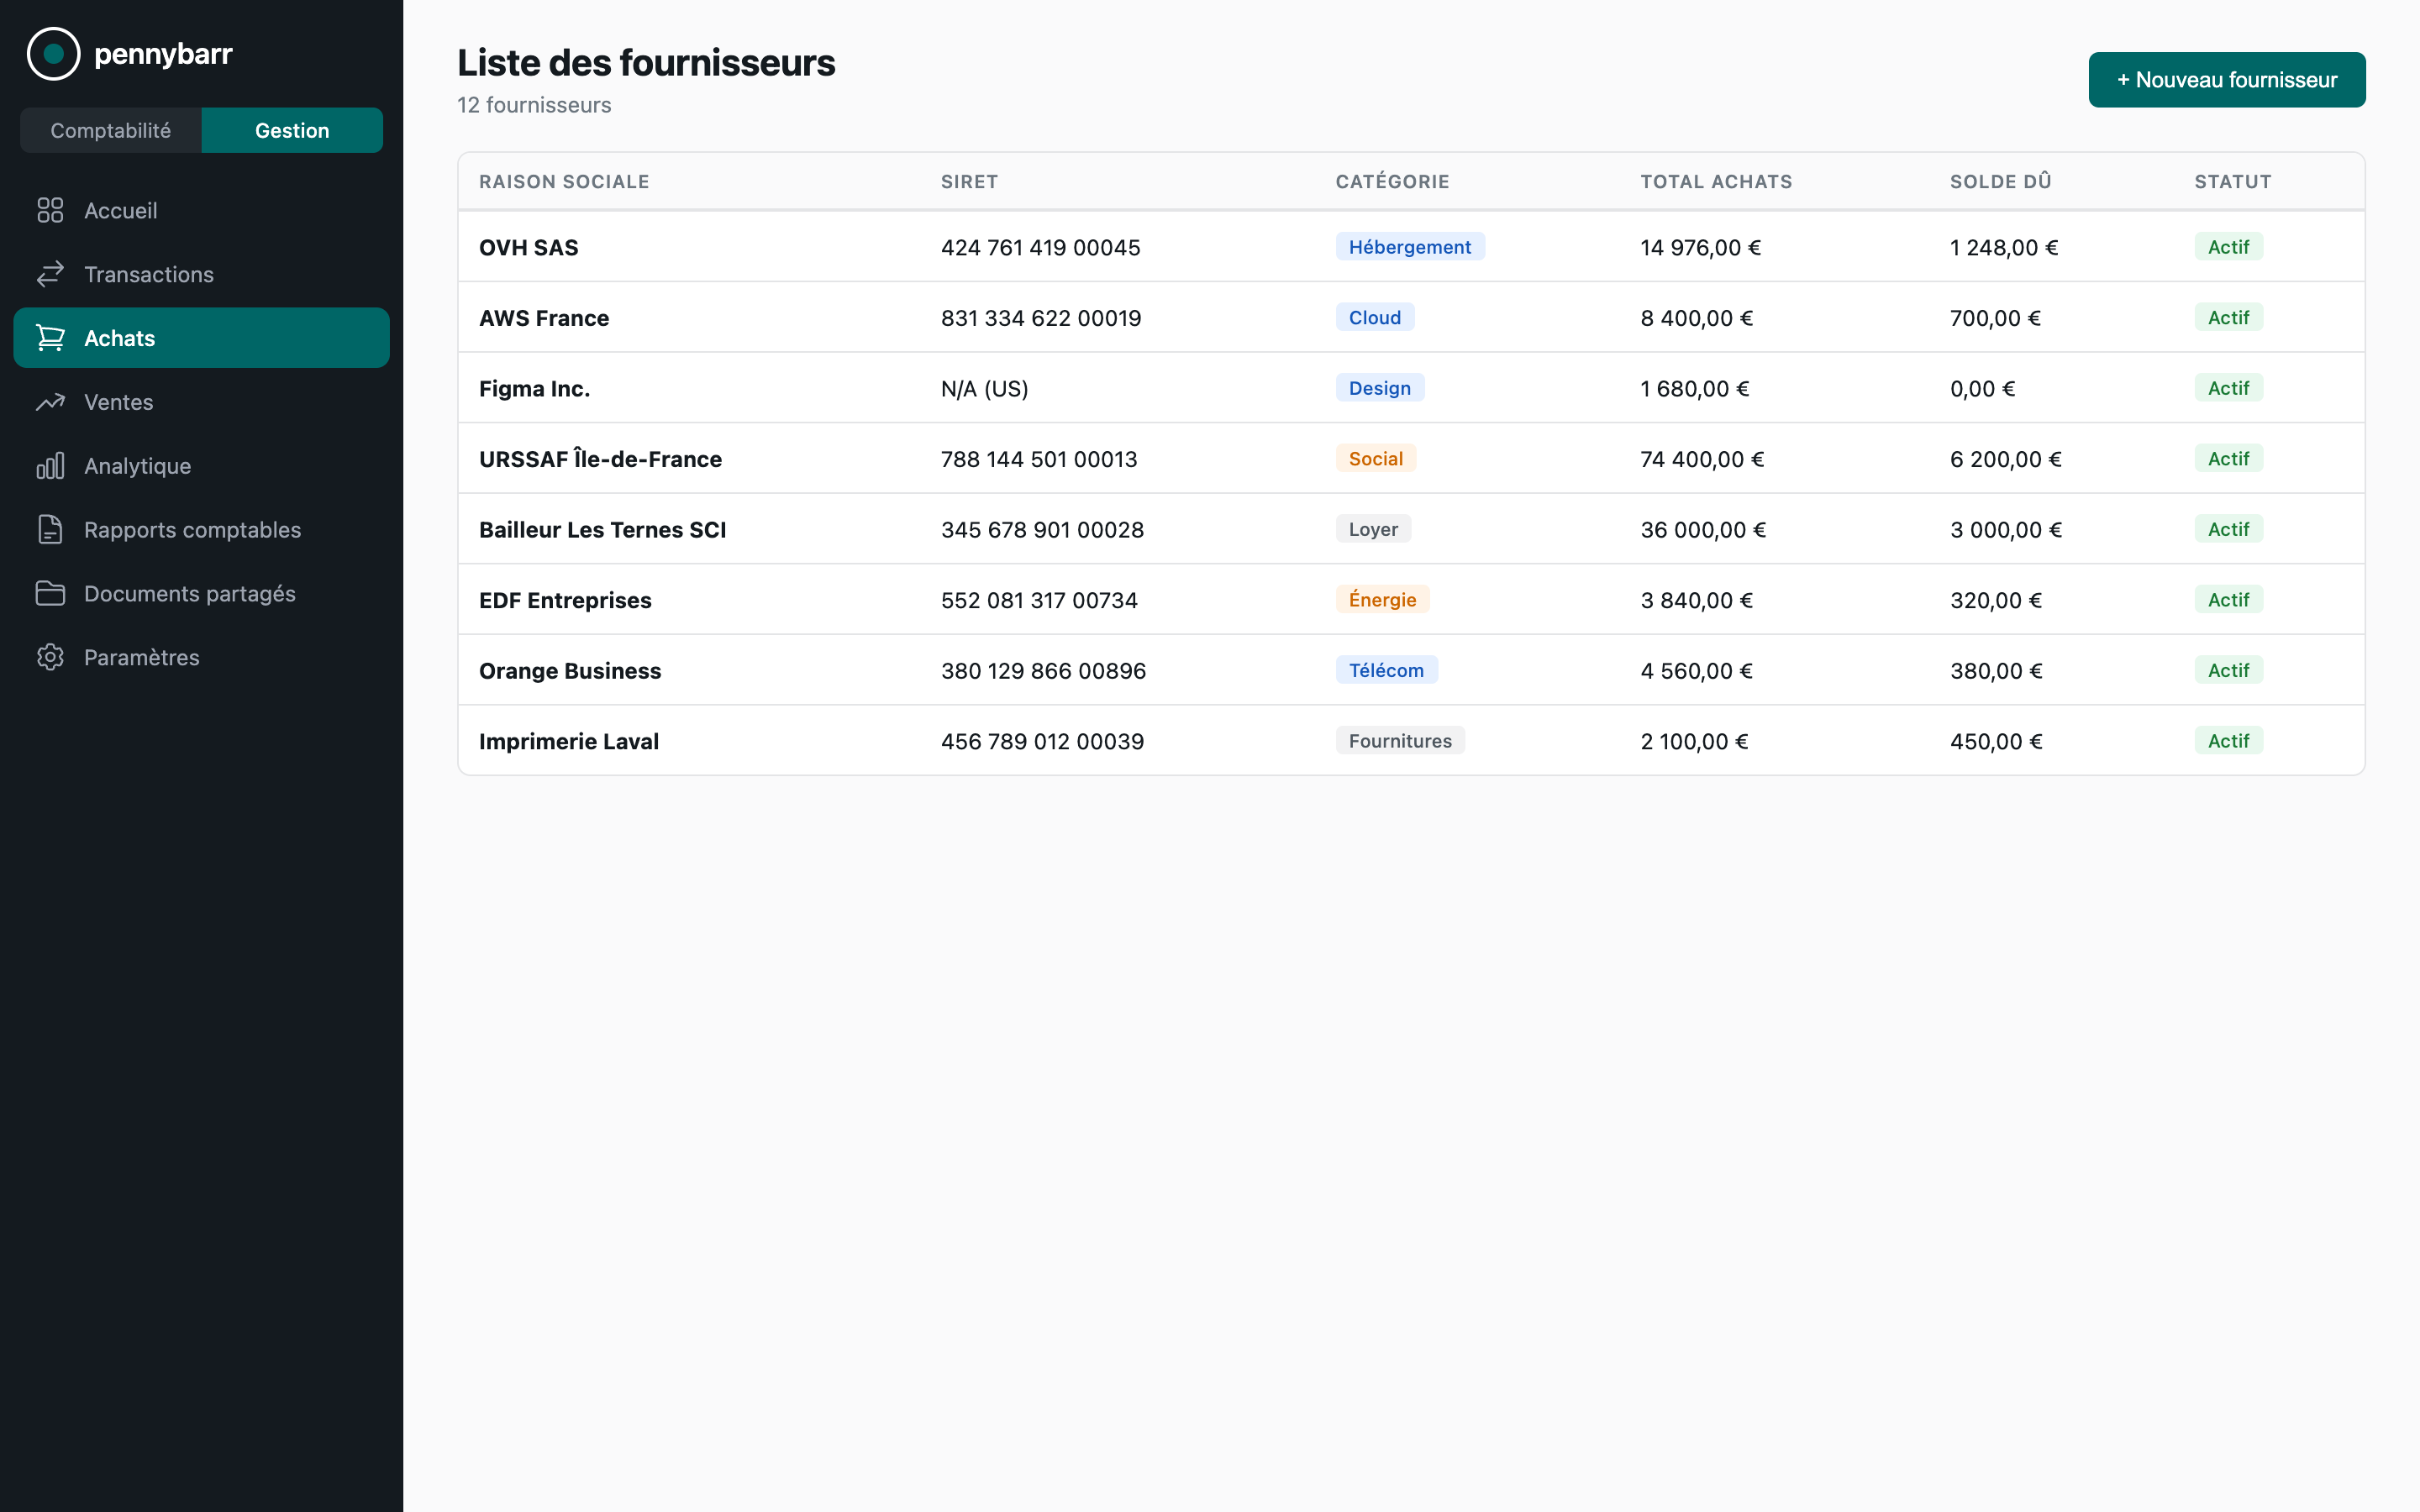 pennybarr
Comptabilité Gestion
Accueil
Transactions
Achats
Ventes
Analytique
Rapports comptables
Documents partagés
Paramètres
Liste des fournisseurs
12 fournisseurs
+ Nouveau fournisseur
RAISON SOCIALE SIRET CATÉGORIE TOTAL ACHATS SOLDE DÛ STATUT
OVH SAS 424 761 419 00045 Hébergement 14 976,00 € 1 248,00 € Actif
AWS France 831 334 622 00019 Cloud 8 400,00 € 700,00 € Actif
Figma Inc. N/A (US) Design 1 680,00 € 0,00 € Actif
URSSAF Île-de-France 788 144 501 00013 Social 74 400,00 € 6 200,00 € Actif
Bailleur Les Ternes SCI 345 678 901 00028 Loyer 36 000,00 € 3 000,00 € Actif
EDF Entreprises 552 081 317 00734 Énergie 3 840,00 € 320,00 € Actif
Orange Business 380 129 866 00896 Télécom 4 560,00 € 380,00 € Actif
Imprimerie Laval 456 789 012 00039 Fournitures 2 100,00 € 450,00 € Actif